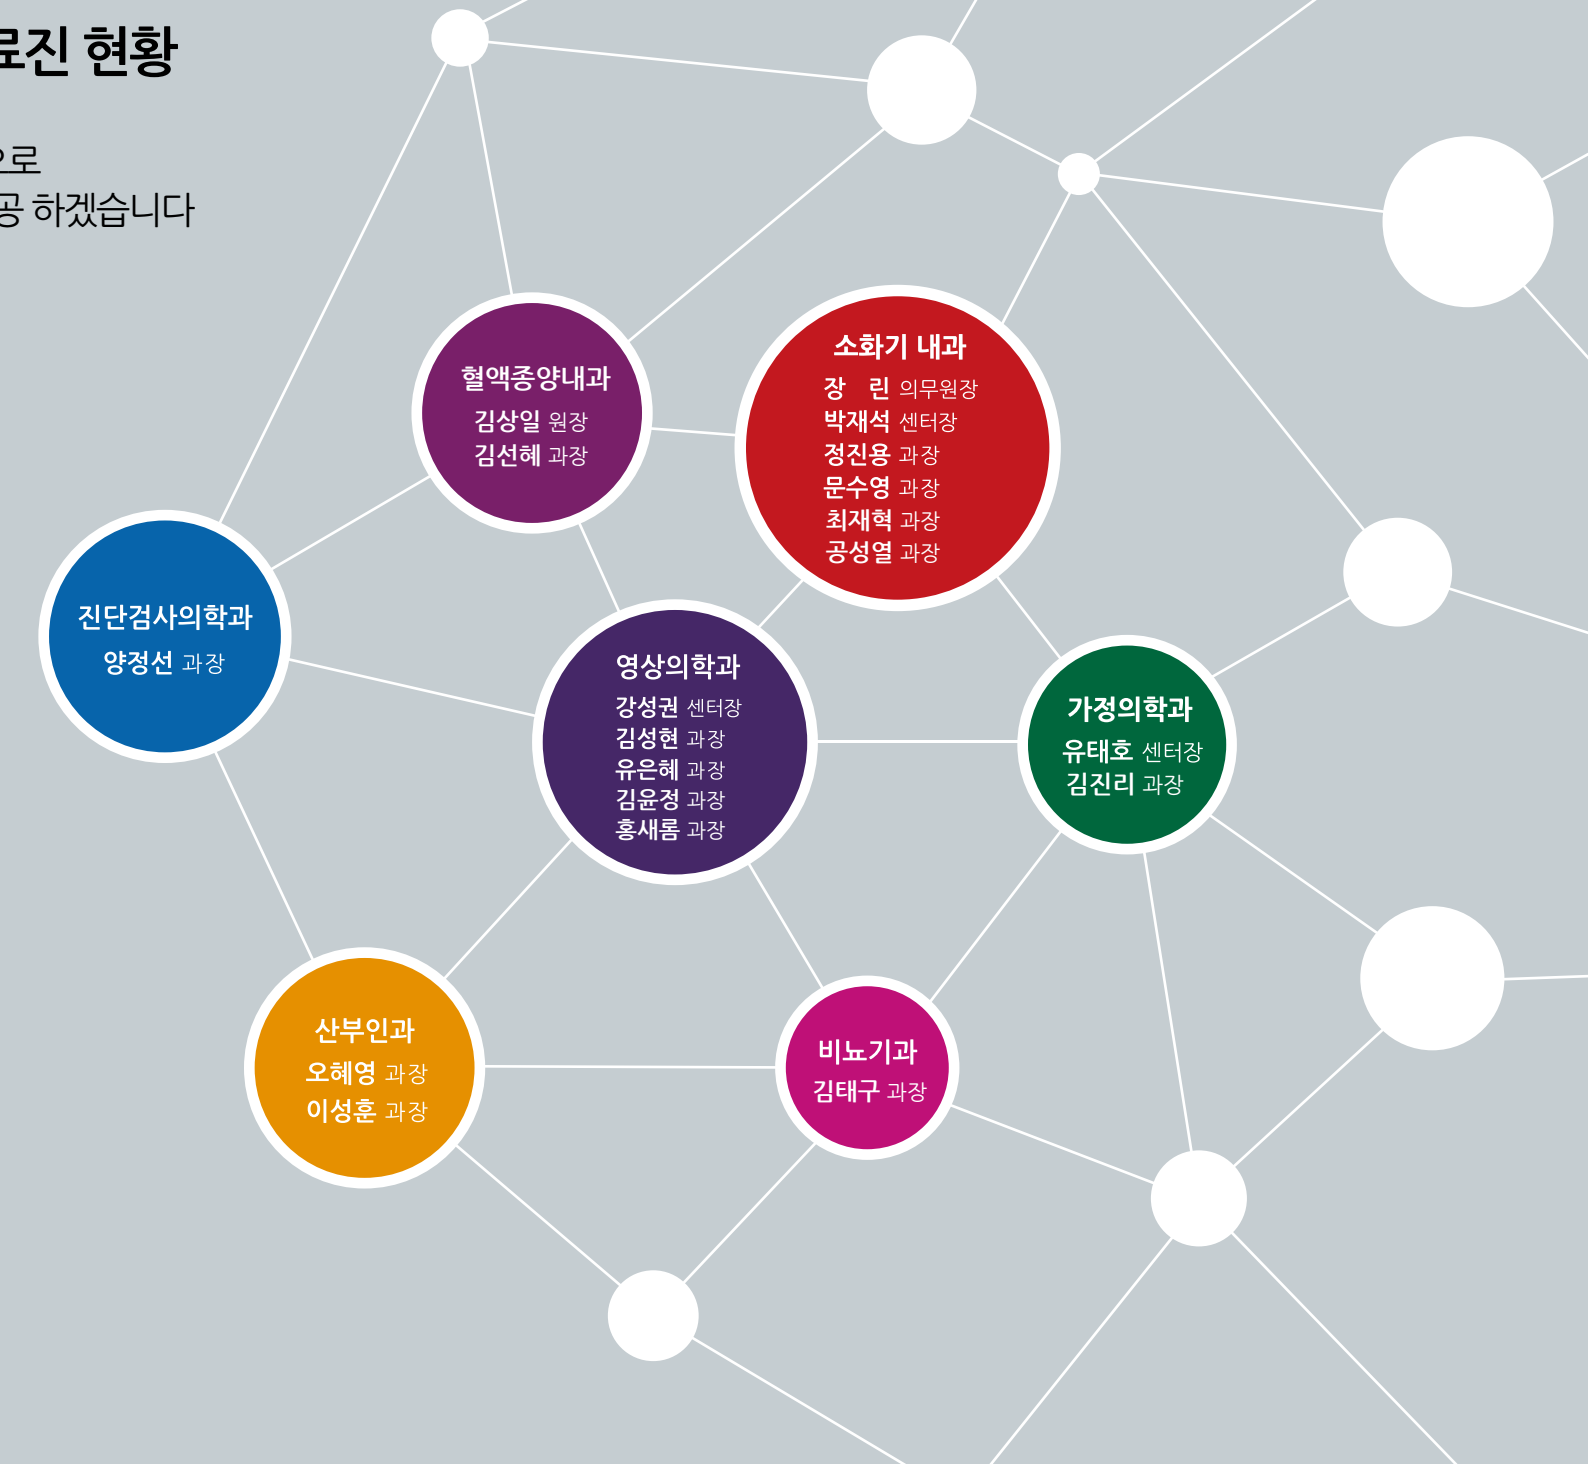 료진 현황
으로
공 하겠습니다
혈액종양내과
김상일 원장
김선혜 과장
소화기 내과
장 린 의무원장
박재석 센터장
정진용 과장
문수영 과장
최재혁 과장
공성열 과장
진단검사의학과
양정선 과장
영상의학과
강성권 센터장
김성현 과장
유은혜 과장
김윤정 과장
홍새롬 과장
가정의학과
유태호 센터장
김진리 과장
산부인과
오혜영 과장
이성훈 과장
비뇨기과
김태구 과장